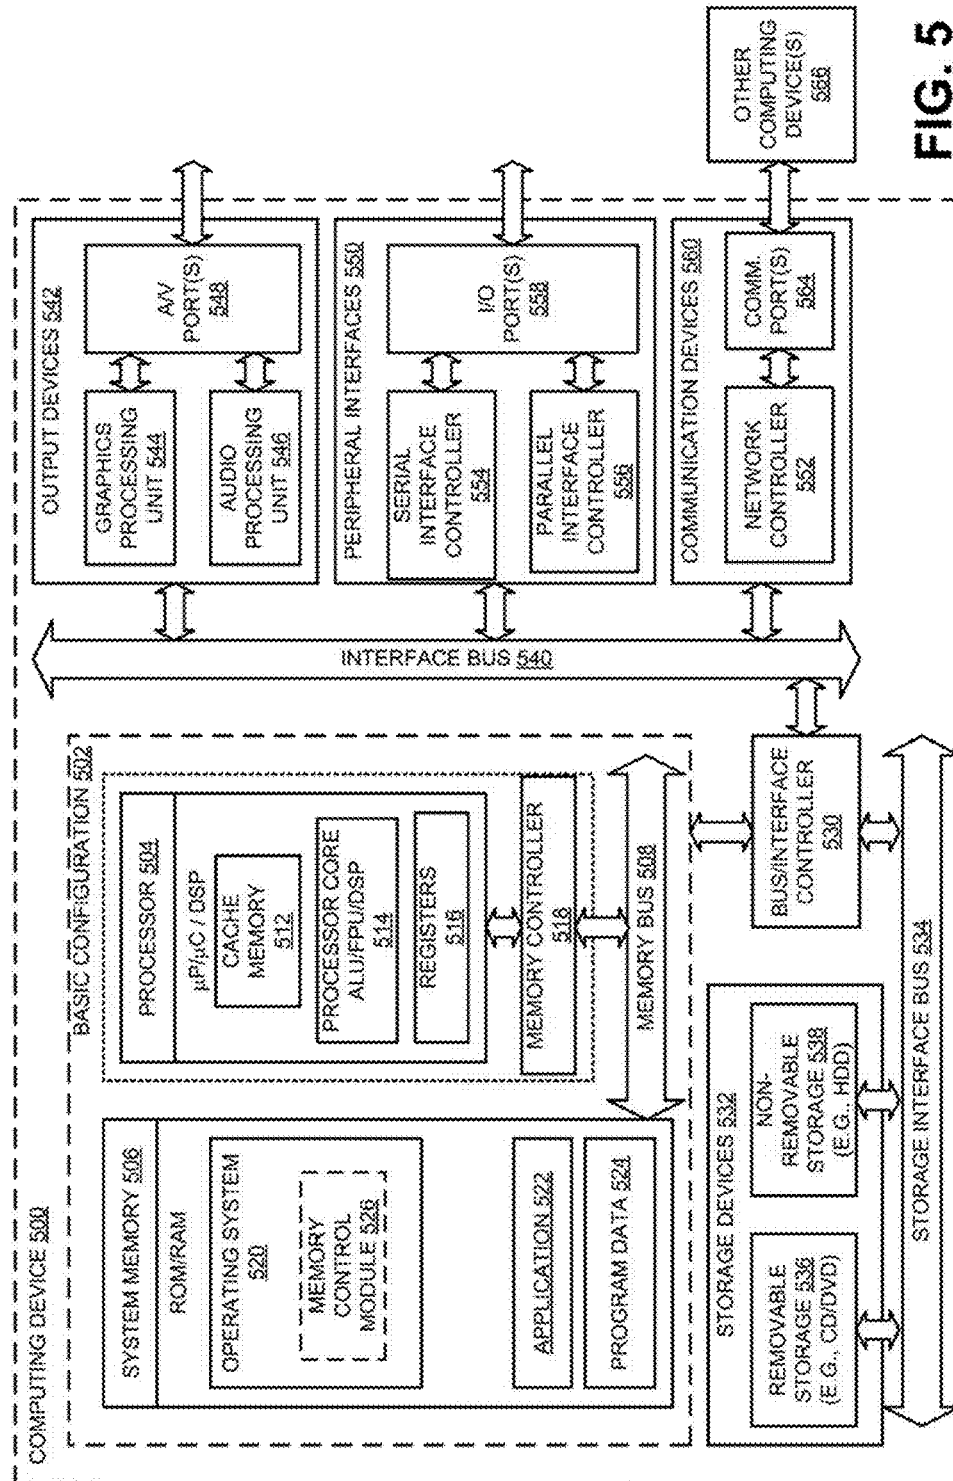 COMPUTING DEVICE 500
BASIC CONFIGURATION 502
SYSTEM MEMORY 506
ROM/RAM
OPERATING SYSTEM
520
MEMORY
CONTROL
MODULE 526
APPLICATION 522
PROGRAM DATA 524
PROCESSOR 504
µP/µC / DSP
CACHE
MEMORY
512
PROCESSOR CORE
ALU/FPU/DSP
514
REGISTERS
516
MEMORY CONTROLLER
518
MEMORY BUS 508
STORAGE DEVICES 532
REMOVABLE
STORAGE 536
(E.G., CD/DVD)
NON-
REMOVABLE
STORAGE 538
(E.G., HDD)
BUS/INTERFACE
CONTROLLER
530
STORAGE INTERFACE BUS 534
INTERFACE BUS 540
OUTPUT DEVICES 542
GRAPHICS
PROCESSING
UNIT 544
AUDIO
PROCESSING
UNIT 546
A/V
PORT(S)
548
PERIPHERAL INTERFACES 550
SERIAL
INTERFACE
CONTROLLER
554
PARALLEL
INTERFACE
CONTROLLER
556
I/O
PORT(S)
558
COMMUNICATION DEVICES 560
NETWORK
CONTROLLER
552
COMM.
PORT(S)
564
OTHER
COMPUTING
DEVICE(S)
566
FIG. 5